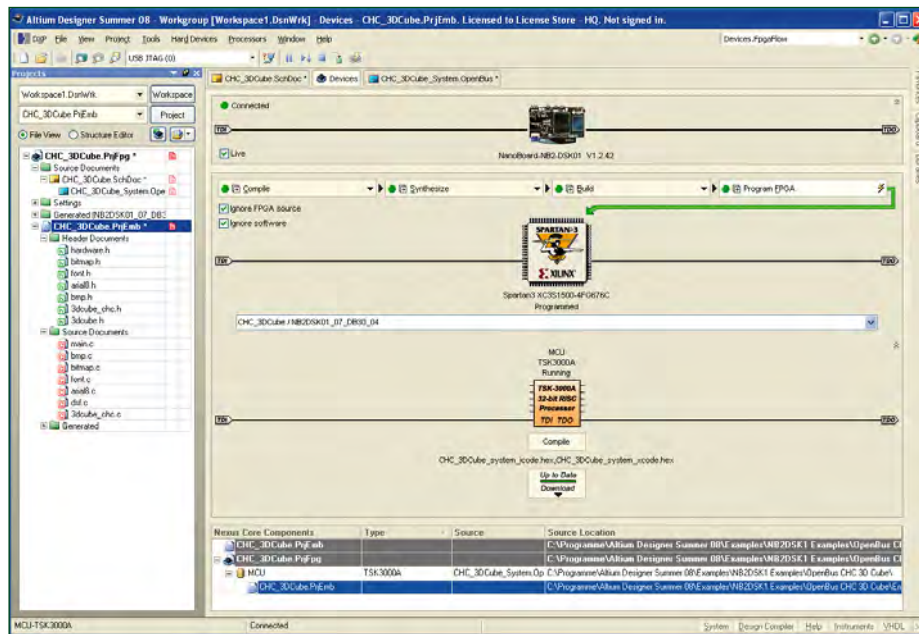 Altium Designer Summer 08 - Workgroup [Workspace1.DsnWrk] - Devices - CHC_3DCube.PrjEmb. Licensed to License Store - HQ. Not signed in.
DXP File View Project Tools Hard Devices Processors Window Help
Devices.FpgaFlow
USB JTAG (0)
Projects
CHC_3DCube.SchDoc * Devices CHC_3DCube_System.OpenBus *
Workspace1.DsnWrk Workspace
CHC_3DCube.PrjEmb Project
File View Structure Editor
Connected
TDI TDO
Live
NanoBoard-NB2-DSK01 V1.2.42
CHC_3DCube.PrjFpg *
Source Documents
CHC_3DCube.SchDoc *
CHC_3DCube_System.Ope
Settings
Generated (NB2DSK01_07_DB3
CHC_3DCube.PrjEmb *
Header Documents
hardware.h
bitmap.h
font.h
arial8.h
bmp.h
3dcube_chc.h
3dcube.h
Source Documents
main.c
bmp.c
bitmap.c
font.c
arial8.c
3dcube_chc.c
Generated
Compile Synthesize Build Program FPGA
Ignore FPGA source
Ignore software
SPARTAN-3
XILINX
TDI TDO
Spartan3 XC3S1500-4FG676C
Programmed
CHC_3DCube / NB2DSK01_07_DB30_04
MCU
TSK3000A
Running
TSK-3000A
32-bit RISC
Processor
TDI TDO
TDI TDO
Compile
CHC_3DCube_system_icode.hex,CHC_3DCube_system_xcode.hex
Up to Date
Download
Nexus Core Components Type Source Source Location
CHC_3DCube.PrjEmb C:\Programme\Altium Designer Summer 08\Examples\NB2DSK1 Examples\OpenBus C
CHC_3DCube.PrjFpg C:\Programme\Altium Designer Summer 08\Examples\NB2DSK1 Examples\OpenBus C
MCU TSK3000A CHC_3DCube_System.Op C:\Programme\Altium Designer Summer 08\Examples\NB2DSK1 Examples\OpenBus CHC 3D Cube\
CHC_3DCube.PrjEmb C:\Programme\Altium Designer Summer 08\Examples\NB2DSK1 Examples\OpenBus CHC 3D Cube\Em
MCU-TSK3000A Connected System Design Compiler Help Instruments VHDL